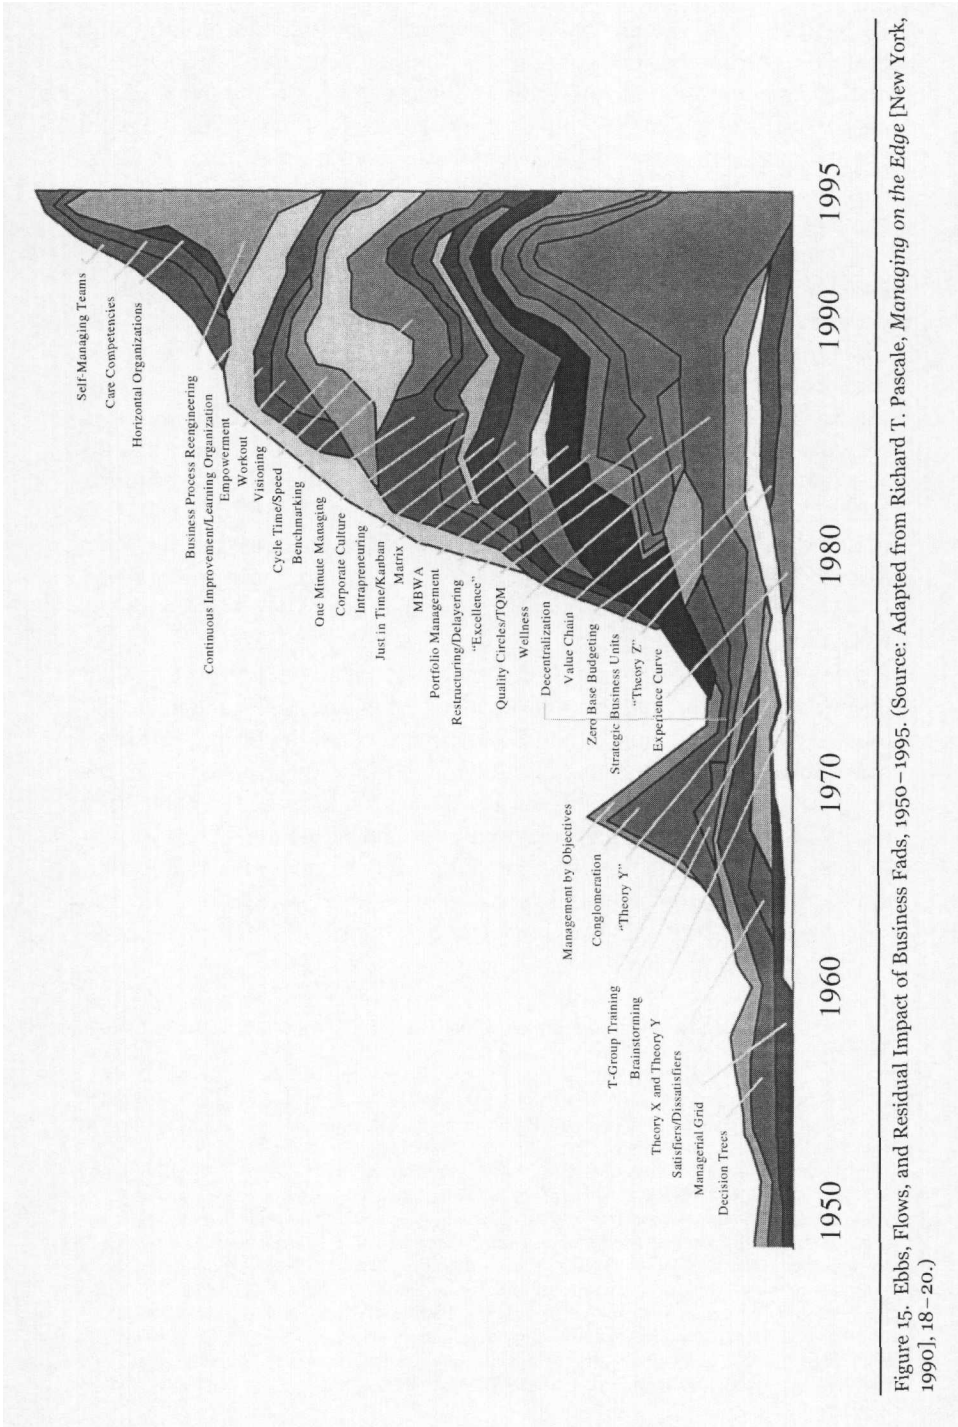 Self-Managing Teams
Care Competencies
Horizontal Organizations
Business Process Reengineering
Continuous Improvement/Learning Organization
Empowerment
Workout
Visioning
Cycle Time/Speed
Benchmarking
One Minute Managing
Corporate Culture
Intrapreneuring
Just in Time/Kanban
Matrix
MBWA
Portfolio Management
Restructuring/Delayering
"Excellence"
Quality Circles/TQM
Wellness
Decentralization
Value Chain
Zero Base Budgeting
Strategic Business Units
"Theory Z"
Experience Curve
Management by Objectives
Conglomeration
"Theory Y"
T-Group Training
Brainstorming
Theory X and Theory Y
Satisfiers/Dissatisfiers
Managerial Grid
Decision Trees
1950
1960
1970
1980
1990
1995
Figure 15. Ebbs, Flows, and Residual Impact of Business Fads, 1950–1995. (Source: Adapted from Richard T. Pascale, Managing on the Edge [New York,
1990], 18–20.)